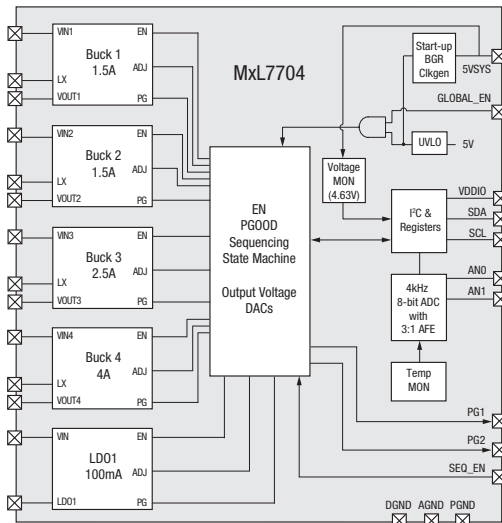 MxL7704
VIN1
Buck 1
1.5A
EN
ADJ
PG
LX
VOUT1
VIN2
Buck 2
1.5A
EN
ADJ
PG
LX
VOUT2
VIN3
Buck 3
2.5A
EN
ADJ
PG
LX
VOUT3
VIN4
Buck 4
4A
EN
ADJ
PG
LX
VOUT4
VIN
LDO1
100mA
EN
ADJ
PG
LDO1
EN
PGOOD
Sequencing
State Machine
Output Voltage
DACs
Start-up
BGR
Clkgen
5VSYS
GLOBAL_EN
UVLO
5V
Voltage
MON
(4.63V)
I²C &
Registers
VDDIO
SDA
SCL
AN0
AN1
4kHz
8-bit ADC
with
3:1 AFE
Temp
MON
PG1
PG2
SEQ_EN
DGND AGND PGND